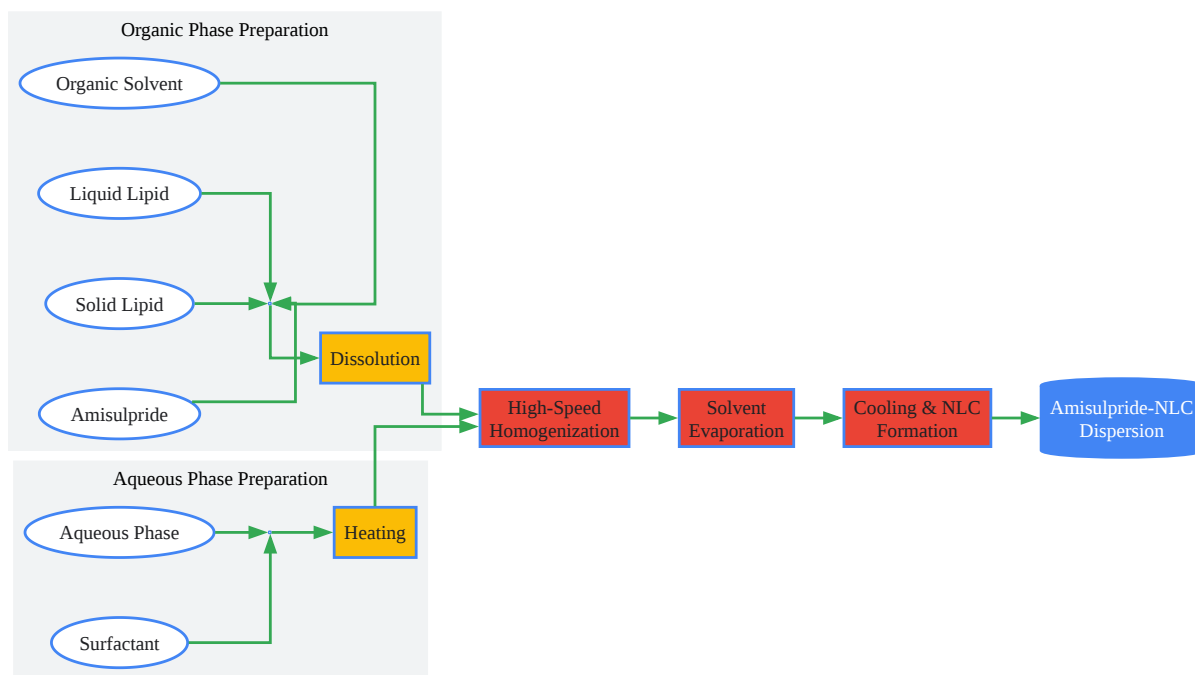 Organic Phase Preparation
Organic Solvent
Liquid Lipid
Solid Lipid
Amisulpride
Dissolution
High-Speed
Homogenization
Solvent
Evaporation
Cooling & NLC
Formation
Amisulpride-NLC
Dispersion
Aqueous Phase Preparation
Aqueous Phase
Heating
Surfactant